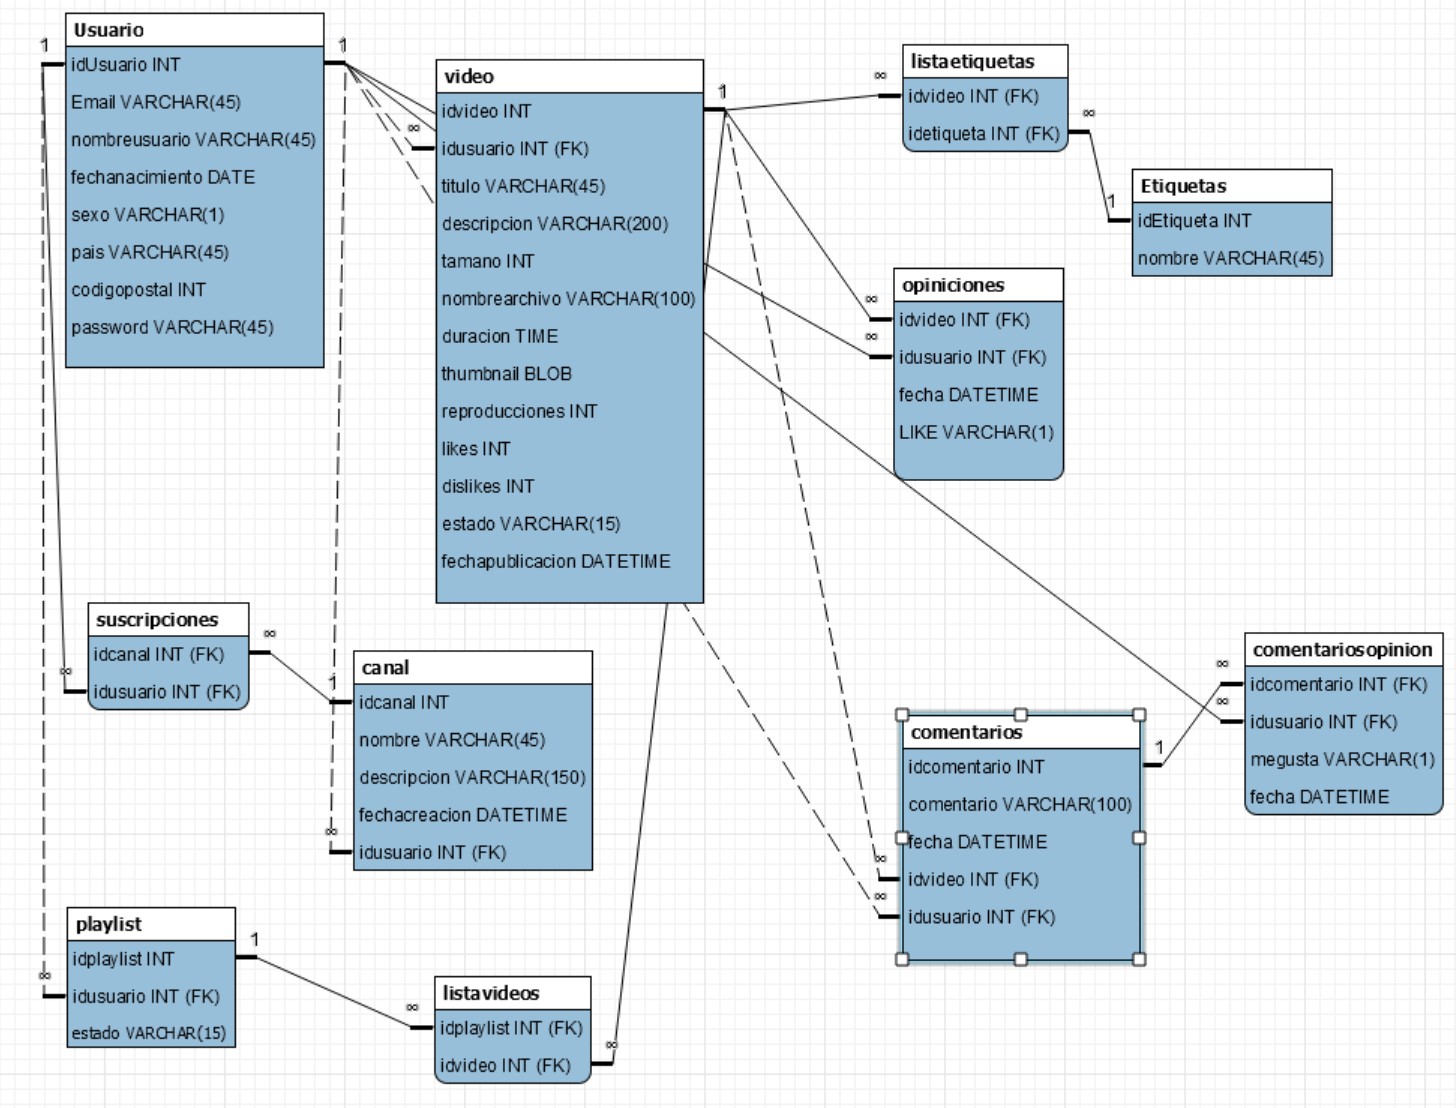 Usuario
idUsuario INT
Email VARCHAR(45)
nombreusuario VARCHAR(45)
fechanacimiento DATE
sexo VARCHAR(1)
pais VARCHAR(45)
codigopostal INT
password VARCHAR(45)
1
1
video
idvideo INT
idusuario INT (FK)
titulo VARCHAR(45)
descripcion VARCHAR(200)
tamano INT
nombrearchivo VARCHAR(100)
duracion TIME
thumbnail BLOB
reproducciones INT
likes INT
dislikes INT
estado VARCHAR(15)
fechapublicacion DATETIME
∞
1
listaetiquetas
idvideo INT (FK)
idetiqueta INT (FK)
∞
∞
Etiquetas
idEtiqueta INT
nombre VARCHAR(45)
1
opiniciones
idvideo INT (FK)
idusuario INT (FK)
fecha DATETIME
LIKE VARCHAR(1)
∞
∞
suscripciones
idcanal INT (FK)
idusuario INT (FK)
∞
∞
canal
idcanal INT
nombre VARCHAR(45)
descripcion VARCHAR(150)
fechacreacion DATETIME
idusuario INT (FK)
1
∞
comentarios
idcomentario INT
comentario VARCHAR(100)
fecha DATETIME
idvideo INT (FK)
idusuario INT (FK)
1
∞
∞
comentariosopinion
idcomentario INT (FK)
idusuario INT (FK)
megusta VARCHAR(1)
fecha DATETIME
∞
∞
playlist
idplaylist INT
idusuario INT (FK)
estado VARCHAR(15)
1
∞
listavideos
idplaylist INT (FK)
idvideo INT (FK)
∞
∞